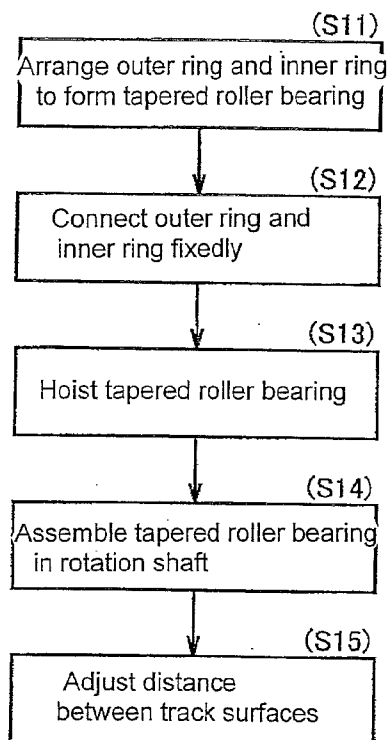 (S11)
Arrange outer ring and inner ring
to form tapered roller bearing
(S12)
Connect outer ring and
inner ring fixedly
(S13)
Hoist tapered roller bearing
(S14)
Assemble tapered roller bearing
in rotation shaft
(S15)
Adjust distance
between track surfaces